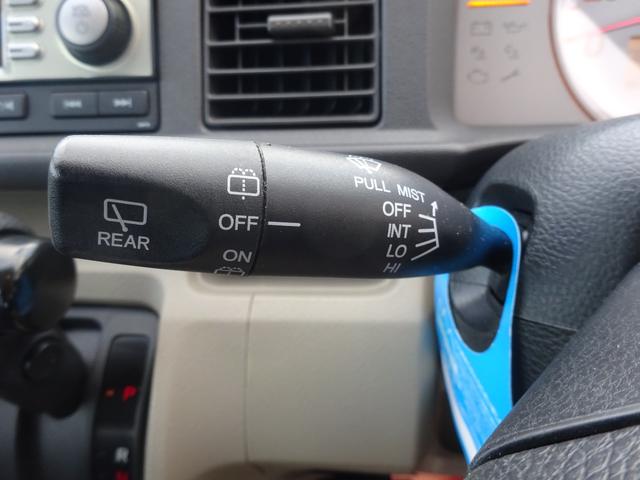 REAR
OFF
ON
PULL MIST
OFF
INT
LO
HI
P
R
N